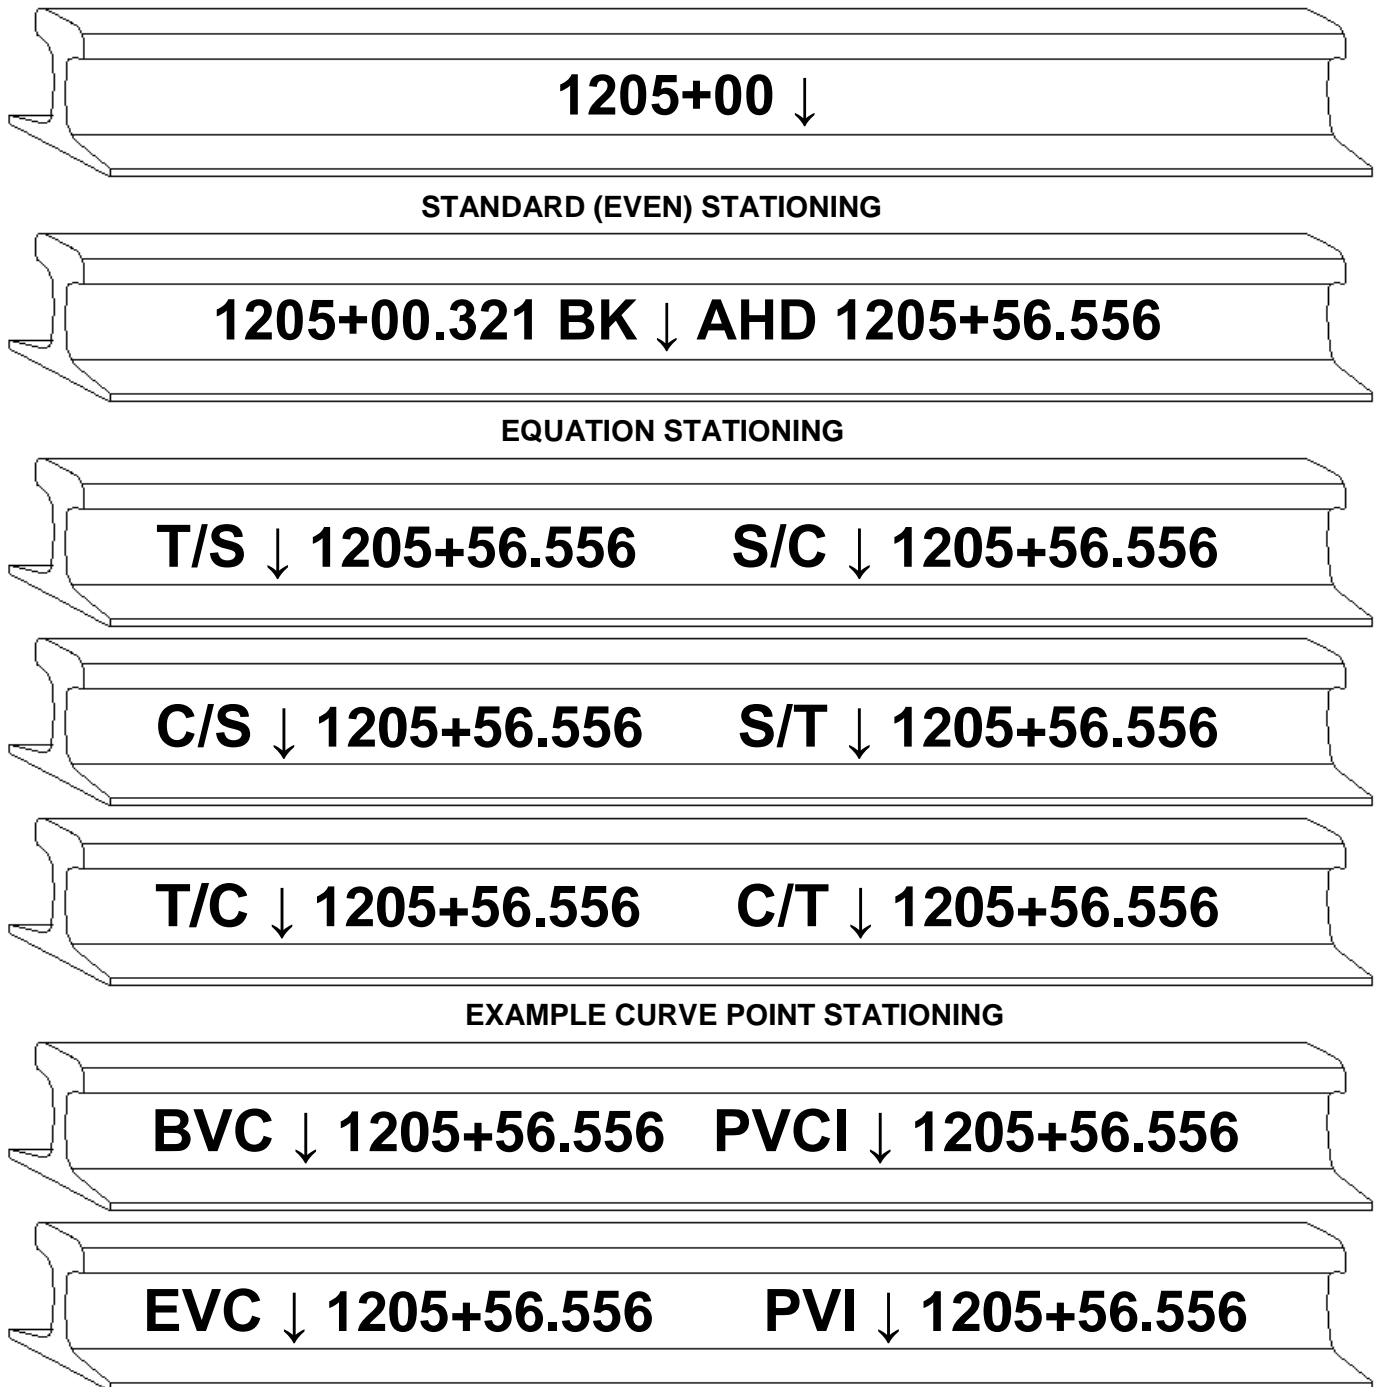 1205+00 ↓
STANDARD (EVEN) STATIONING
1205+00.321 BK ↓ AHD 1205+56.556
EQUATION STATIONING
T/S ↓ 1205+56.556 S/C ↓ 1205+56.556
C/S ↓ 1205+56.556 S/T ↓ 1205+56.556
T/C ↓ 1205+56.556 C/T ↓ 1205+56.556
EXAMPLE CURVE POINT STATIONING
BVC ↓ 1205+56.556 PVCI ↓ 1205+56.556
EVC ↓ 1205+56.556 PVI ↓ 1205+56.556